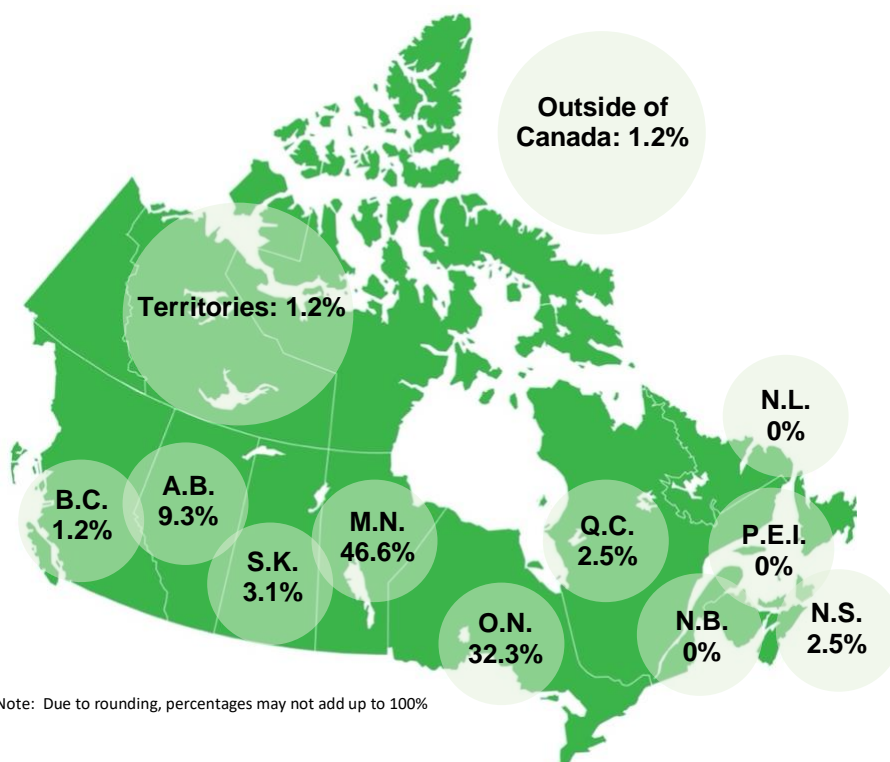 Outside of
Canada: 1.2%
Territories: 1.2%
N.L.
0%
B.C.
1.2%
A.B.
9.3%
S.K.
3.1%
M.N.
46.6%
Q.C.
2.5%
P.E.I.
0%
O.N.
32.3%
N.B.
0%
N.S.
2.5%
Note: Due to rounding, percentages may not add up to 100%